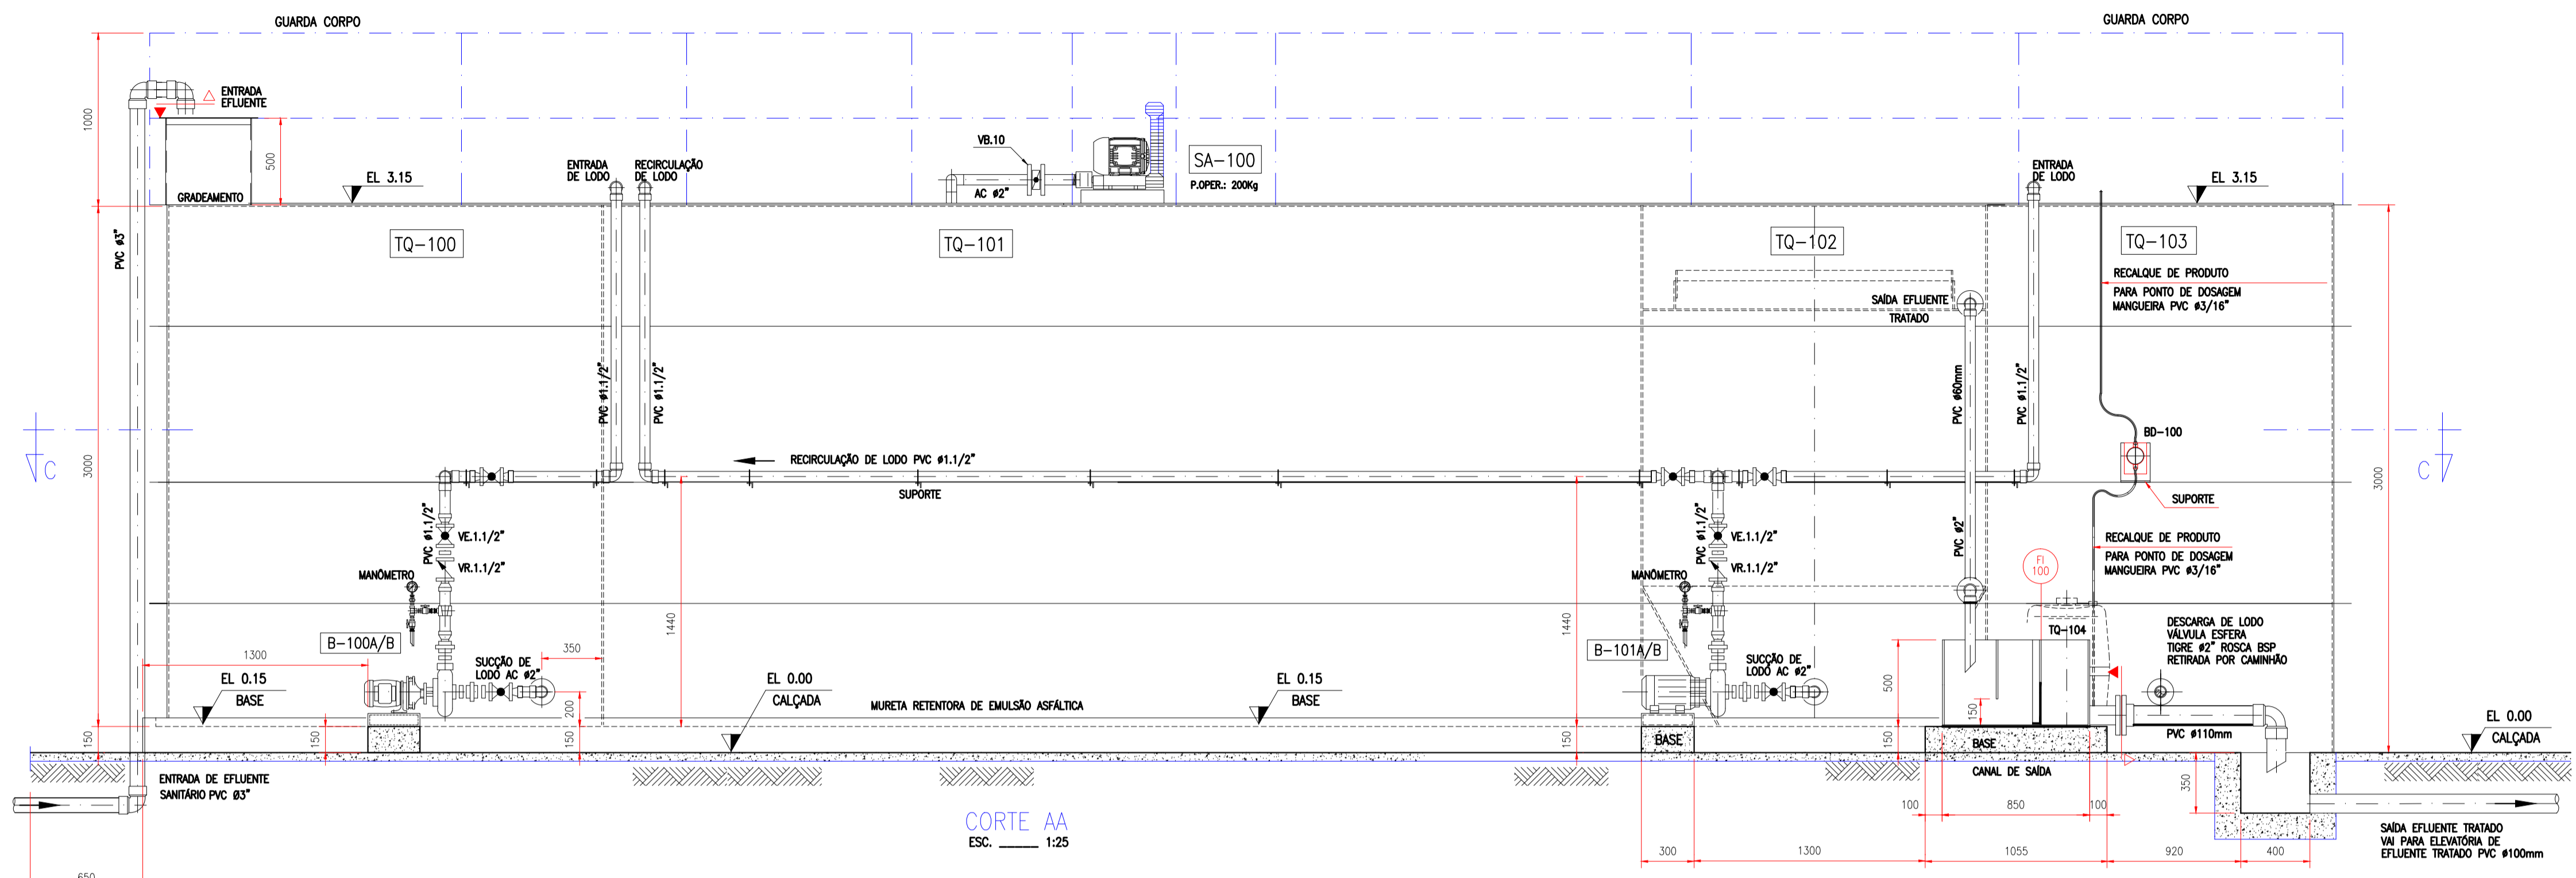 GUARDA CORPO
GUARDA CORPO
ENTRADA
EFLUENTE
1000
500
GRADEAMENTO
EL 3.15
ENTRADA
DE LODO
RECIRCULAÇÃO
DE LODO
VB.10
AC ø2"
SA-100
P.OPER.: 200Kg
ENTRADA
DE LODO
EL 3.15
PVC Ø3"
TQ-100
TQ-101
TQ-102
TQ-103
RECALQUE DE PRODUTO
PARA PONTO DE DOSAGEM
MANGUEIRA PVC ø3/16"
SAÍDA EFLUENTE
TRATADO
PVC ø1.1/2"
PVC ø1.1/2"
PVC ø60mm
PVC ø1.1/2"
C
C
BD-100
SUPORTE
3000
3000
RECIRCULAÇÃO DE LODO PVC ø1.1/2"
SUPORTE
PVC ø1.1/2"
VE.1.1/2"
VR.1.1/2"
MANÔMETRO
1440
1440
PVC ø1.1/2"
VE.1.1/2"
VR.1.1/2"
MANÔMETRO
PVC ø2"
FI
100
RECALQUE DE PRODUTO
PARA PONTO DE DOSAGEM
MANGUEIRA PVC ø3/16"
B-100A/B
1300
SUCÇÃO DE
LODO AC ø2"
350
200
EL 0.15
BASE
EL 0.00
CALÇADA
MURETA RETENTORA DE EMULSÃO ASFÁLTICA
EL 0.15
BASE
B-101A/B
SUCÇÃO DE
LODO AC ø2"
500
150
TQ-104
DESCARGA DE LODO
VÁLVULA ESFERA
TIGRE ø2" ROSCA BSP
RETIRADA POR CAMINHÃO
PVC ø110mm
EL 0.00
CALÇADA
150
150
150
150
150
BASE
BASE
CANAL DE SAÍDA
ENTRADA DE EFLUENTE
SANITÁRIO PVC Ø3"
350
100
850
100
CORTE AA
ESC. _____ 1:25
300
1300
1055
920
400
SAÍDA EFLUENTE TRATADO
VAI PARA ELEVATÓRIA DE
EFLUENTE TRATADO PVC ø100mm
650